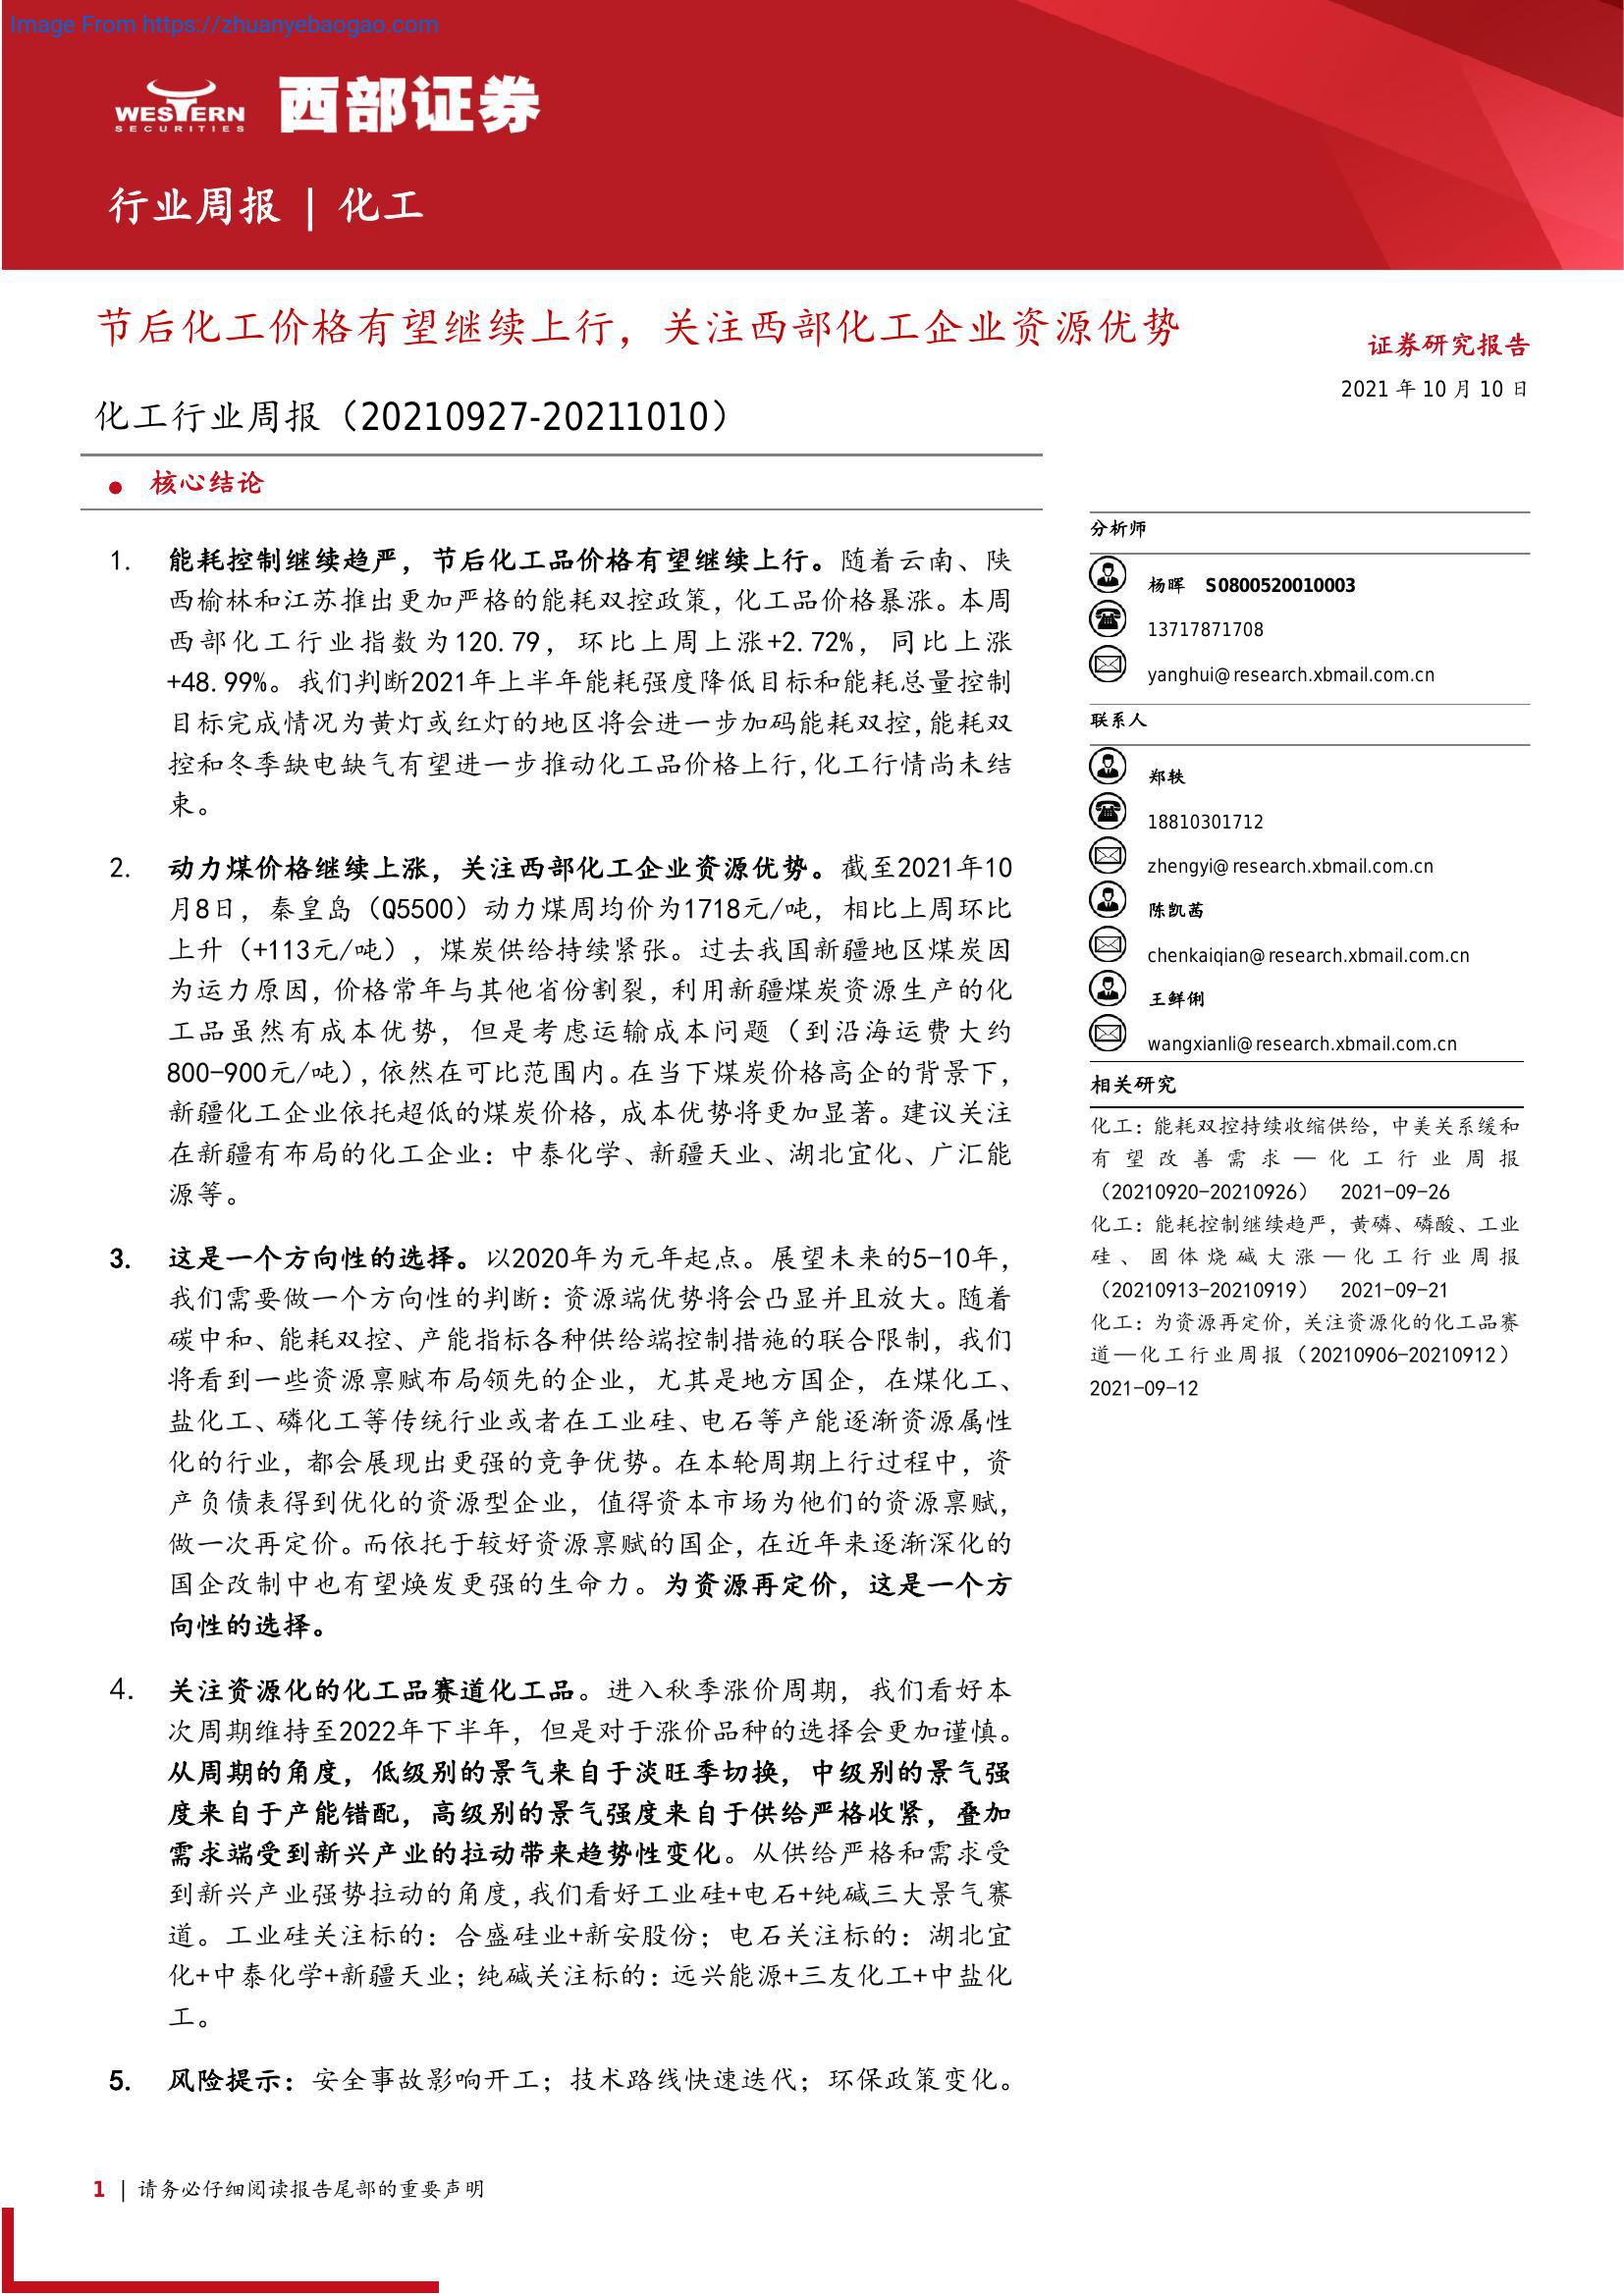 Image From https://zhuanyebaogao.com
WESTERN
SECURITIES
西部证券
行业周报 | 化工
节后化工价格有望继续上行，关注西部化工企业资源优势
化工行业周报（20210927-20211010）
证券研究报告
2021 年 10 月 10 日
● 核心结论
1. 能耗控制继续趋严，节后化工品价格有望继续上行。随着云南、陕
西榆林和江苏推出更加严格的能耗双控政策，化工品价格暴涨。本周
西部化工行业指数为120.79，环比上周上涨+2.72%，同比上涨
+48.99%。我们判断2021年上半年能耗强度降低目标和能耗总量控制
目标完成情况为黄灯或红灯的地区将会进一步加码能耗双控，能耗双
控和冬季缺电缺气有望进一步推动化工品价格上行，化工行情尚未结
束。
2. 动力煤价格继续上涨，关注西部化工企业资源优势。截至2021年10
月8日，秦皇岛（Q5500）动力煤周均价为1718元/吨，相比上周环比
上升（+113元/吨），煤炭供给持续紧张。过去我国新疆地区煤炭因
为运力原因，价格常年与其他省份割裂，利用新疆煤炭资源生产的化
工品虽然有成本优势，但是考虑运输成本问题（到沿海运费大约
800-900元/吨），依然在可比范围内。在当下煤炭价格高企的背景下，
新疆化工企业依托超低的煤炭价格，成本优势将更加显著。建议关注
在新疆有布局的化工企业：中泰化学、新疆天业、湖北宜化、广汇能
源等。
3. 这是一个方向性的选择。以2020年为元年起点。展望未来的5-10年，
我们需要做一个方向性的判断：资源端优势将会凸显并且放大。随着
碳中和、能耗双控、产能指标各种供给端控制措施的联合限制，我们
将看到一些资源禀赋布局领先的企业，尤其是地方国企，在煤化工、
盐化工、磷化工等传统行业或者在工业硅、电石等产能逐渐资源属性
化的行业，都会展现出更强的竞争优势。在本轮周期上行过程中，资
产负债表得到优化的资源型企业，值得资本市场为他们的资源禀赋，
做一次再定价。而依托于较好资源禀赋的国企，在近年来逐渐深化的
国企改制中也有望焕发更强的生命力。为资源再定价，这是一个方
向性的选择。
4. 关注资源化的化工品赛道化工品。进入秋季涨价周期，我们看好本
次周期维持至2022年下半年，但是对于涨价品种的选择会更加谨慎。
从周期的角度，低级别的景气来自于淡旺季切换，中级别的景气强
度来自于产能错配，高级别的景气强度来自于供给严格收紧，叠加
需求端受到新兴产业的拉动带来趋势性变化。从供给严格和需求受
到新兴产业强势拉动的角度，我们看好工业硅+电石+纯碱三大景气赛
道。工业硅关注标的：合盛硅业+新安股份；电石关注标的：湖北宜
化+中泰化学+新疆天业；纯碱关注标的：远兴能源+三友化工+中盐化
工。
5. 风险提示：安全事故影响开工；技术路线快速迭代；环保政策变化。
分析师
杨晖 S0800520010003
13717871708
yanghui@research.xbmail.com.cn
联系人
郑轶
18810301712
zhengyi@research.xbmail.com.cn
陈凯茜
chenkaiqian@research.xbmail.com.cn
王鲜俐
wangxianli@research.xbmail.com.cn
相关研究
化工：能耗双控持续收缩供给，中美关系缓和
有望改善需求—化工行业周报
（20210920-20210926） 2021-09-26
化工：能耗控制继续趋严，黄磷、磷酸、工业
硅、固体烧碱大涨—化工行业周报
（20210913-20210919） 2021-09-21
化工：为资源再定价，关注资源化的化工品赛
道—化工行业周报（20210906-20210912）
2021-09-12
1 | 请务必仔细阅读报告尾部的重要声明